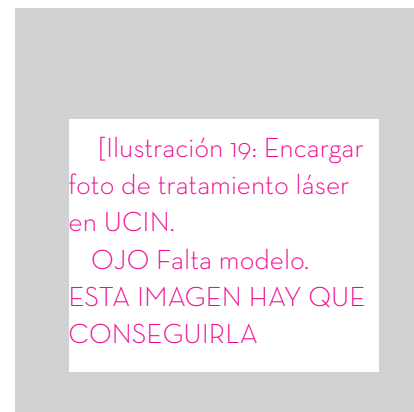 [Ilustración 19: Encargar
foto de tratamiento láser
en UCIN.
OJO Falta modelo.
ESTA IMAGEN HAY QUE
CONSEGUIRLA